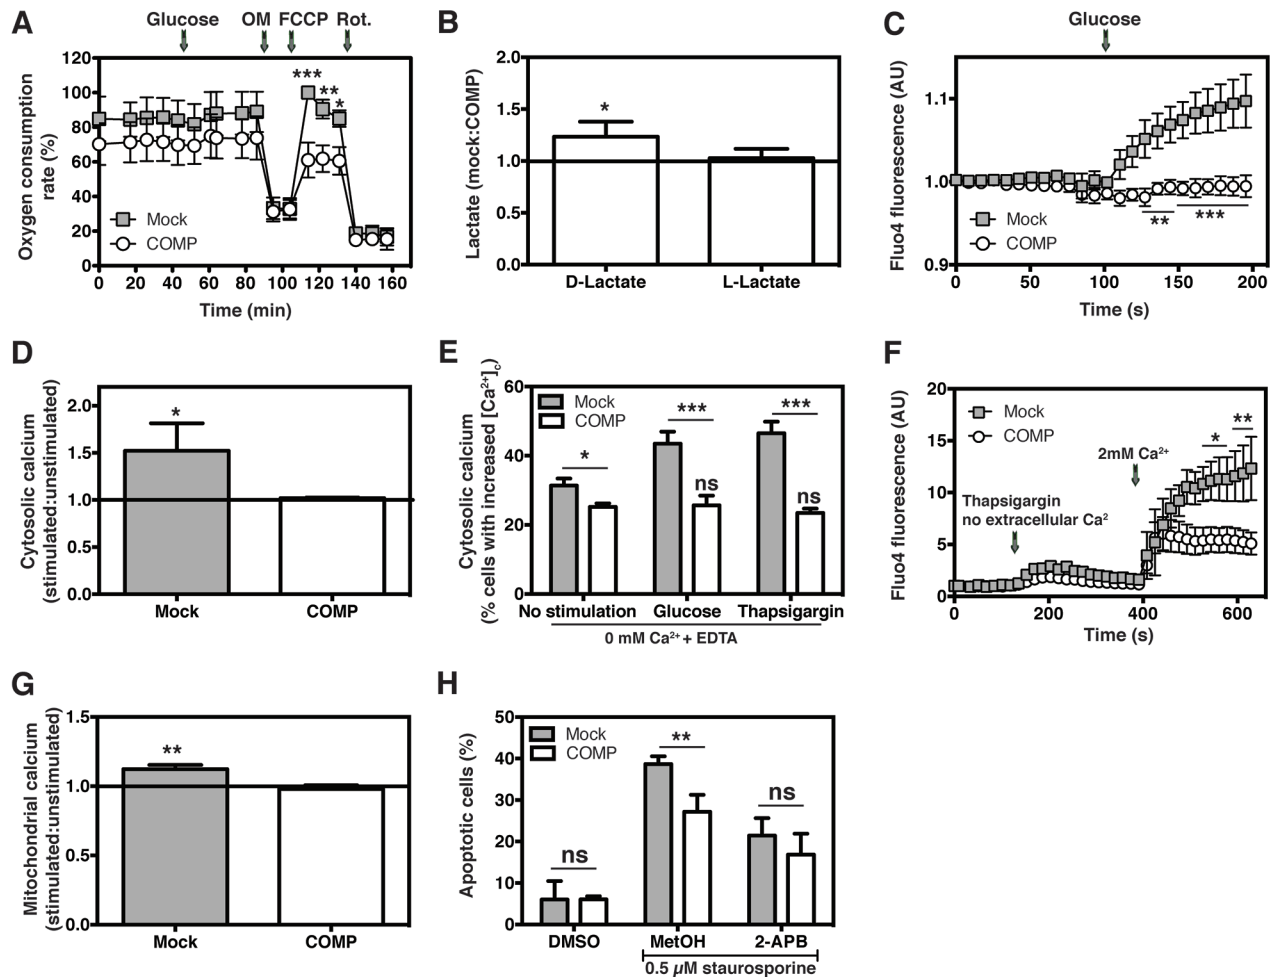 A
Glucose OM FCCP Rot.
Oxygen consumption
rate (%)
120
100
80
60
40
20
0
***
**
*
Mock
COMP
0 20 40 60 80 100 120 140 160
Time (min)
B
Lactate (mock:COMP)
2.0
1.5
1.0
0.5
0.0
*
D-Lactate L-Lactate
C
Glucose
Fluo4 fluorescence (AU)
1.1
1.0
0.9
Mock
COMP
** ***
0 50 100 150 200
Time (s)
D
Cytosolic calcium
(stimulated:unstimulated)
2.0
1.5
1.0
0.5
0.0
*
Mock COMP
E
Cytosolic calcium
(% cells with increased [Ca²⁺]c)
60
40
20
0
Mock
COMP
* *** ***
ns ns
No stimulation Glucose Thapsigargin
0 mM Ca²⁺ + EDTA
F
Fluo4 fluorescence (AU)
20
15
10
5
0
Mock
COMP
2mM Ca²⁺
* **
Thapsigargin
no extracellular Ca²
0 200 400 600
Time (s)
G
Mitochondrial calcium
(stimulated:unstimulated)
1.5
1.0
0.5
0.0
**
Mock COMP
H
Apoptotic cells (%)
50
40
30
20
10
0
Mock
COMP
ns ** ns
DMSO MetOH 2-APB
0.5 µM staurosporine